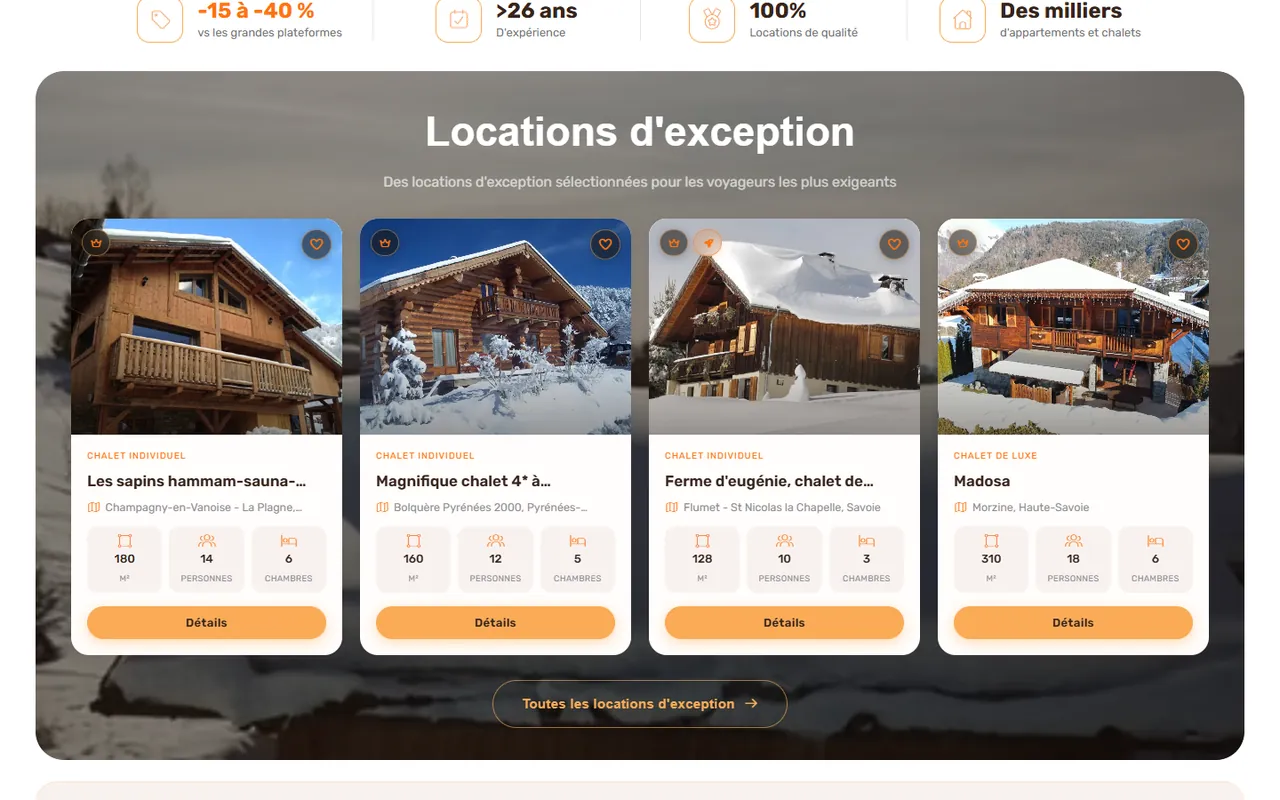 -15 à -40 %
vs les grandes plateformes
>26 ans
D'expérience
100%
Locations de qualité
Des milliers
d'appartements et chalets
Locations d'exception
Des locations d'exception sélectionnées pour les voyageurs les plus exigeants
CHALET INDIVIDUEL
Les sapins hammam-sauna-...
Champagny-en-Vanoise - La Plagne,...
180
M²
14
PERSONNES
6
CHAMBRES
Détails
CHALET INDIVIDUEL
Magnifique chalet 4* à...
Bolquère Pyrénées 2000, Pyrénées-...
160
M²
12
PERSONNES
5
CHAMBRES
Détails
CHALET INDIVIDUEL
Ferme d'eugénie, chalet de...
Flumet - St Nicolas la Chapelle, Savoie
128
M²
10
PERSONNES
3
CHAMBRES
Détails
CHALET DE LUXE
Madosa
Morzine, Haute-Savoie
310
M²
18
PERSONNES
6
CHAMBRES
Détails
Toutes les locations d'exception →